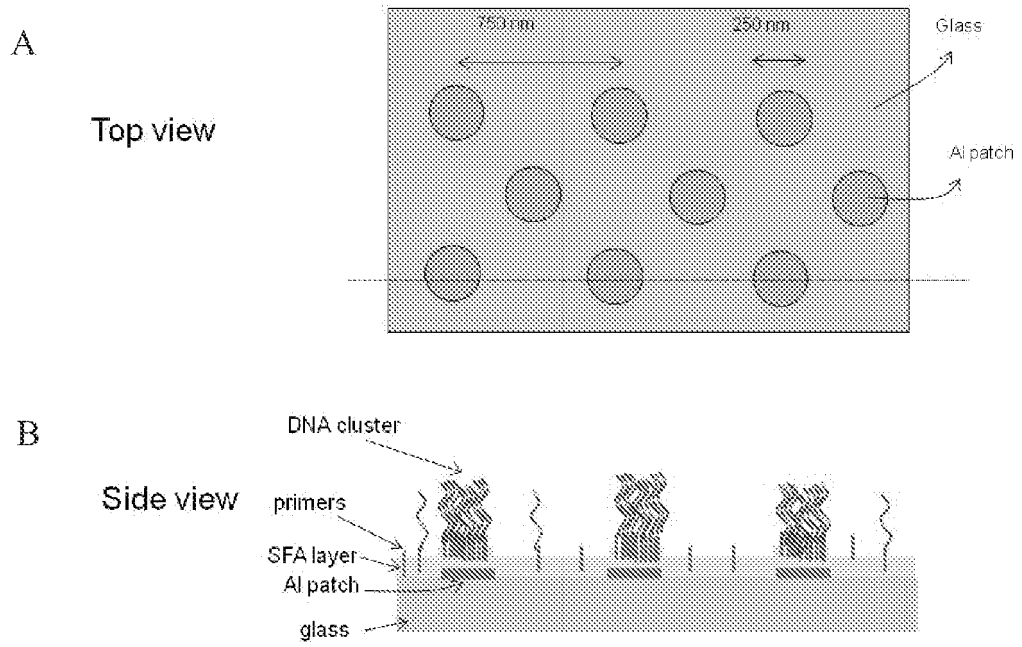 A
750 nm
250 nm
Glass
Top view
Al patch
B
DNA cluster
Side view
primers
SFA layer
Al patch
glass